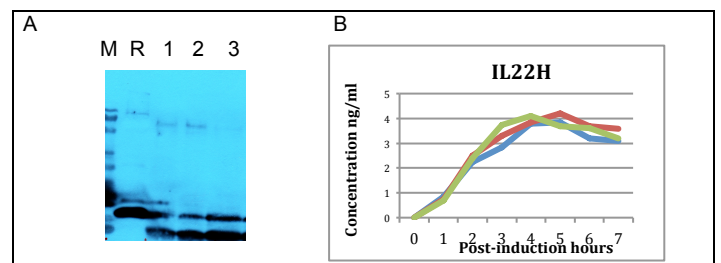 A
M R 1 2 3
B
IL22H
Concentration ng/ml
5
4
3
2
1
0
0 1 2 3 4 5 6 7
Post-induction hours